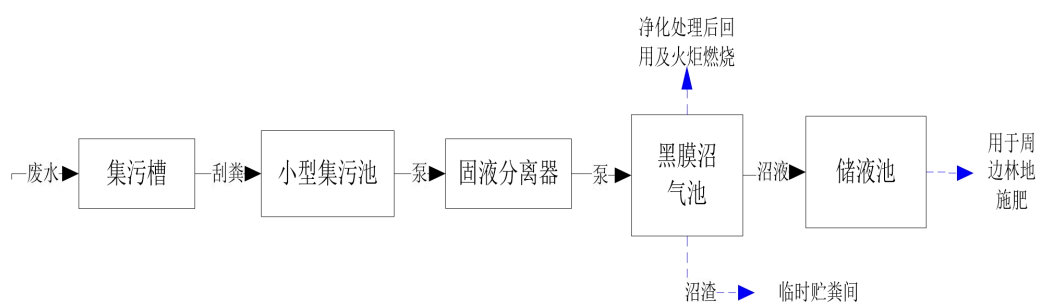 净化处理后回
用及火炬燃烧
废水
集污槽
刮粪
小型集污池
泵
固液分离器
泵
黑膜沼
气池
沼液
储液池
用于周
边林地
施肥
沼渣
临时贮粪间